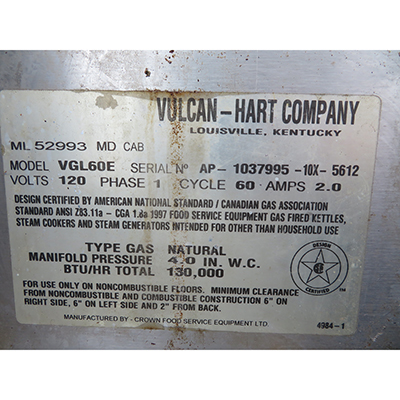 VULCAN-HART COMPANY
LOUISVILLE, KENTUCKY
ML 52993 MD CAB
MODEL VGL60E SERIAL Nº AP-1037995-10X-5612
VOLTS 120 PHASE 1 CYCLE 60 AMPS 2.0
DESIGN CERTIFIED BY AMERICAN NATIONAL STANDARD / CANADIAN GAS ASSOCIATION
STANDARD ANSI Z83.11a - CGA 1.8a 1997 FOOD SERVICE EQUIPMENT GAS FIRED KETTLES,
STEAM COOKERS AND STEAM GENERATORS INTENDED FOR OTHER THAN HOUSEHOLD USE
TYPE GAS NATURAL
MANIFOLD PRESSURE 4.0 IN. W.C.
BTU/HR TOTAL 130,000
DESIGN
CERTIFIED
TM
FOR USE ONLY ON NONCOMBUSTIBLE FLOORS. MINIMUM CLEARANCE
FROM NONCOMBUSTIBLE AND COMBUSTIBLE CONSTRUCTION 6" ON
RIGHT SIDE, 6" ON LEFT SIDE AND 2" FROM BACK.
4984-1
MANUFACTURED BY - CROWN FOOD SERVICE EQUIPMENT LTD.